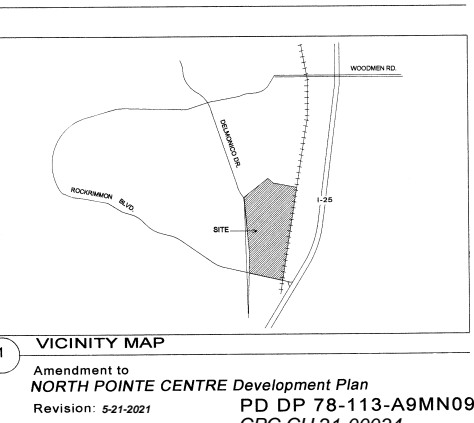 WOODMEN RD.
DELMONICO DR.
ROCKRIMMON BLVD.
I-25
SITE
1
VICINITY MAP
Amendment to
NORTH POINTE CENTRE Development Plan
Revision: 5-21-2021
PD DP 78-113-A9MN09